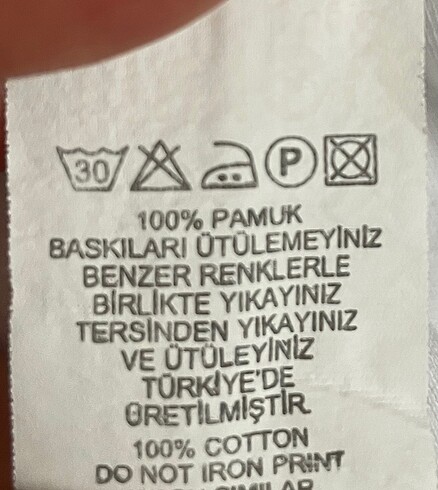 30 P
100% PAMUK
BASKILARI ÜTÜLEMEYİNİZ
BENZER RENKLERLE
BİRLİKTE YIKAYINIZ
TERSİNDEN YIKAYINIZ
VE ÜTÜLEYİNİZ
TÜRKİYE'DE
ÜRETİLMİŞTİR.
100% COTTON
DO NOT IRON PRINT
SIMILAR